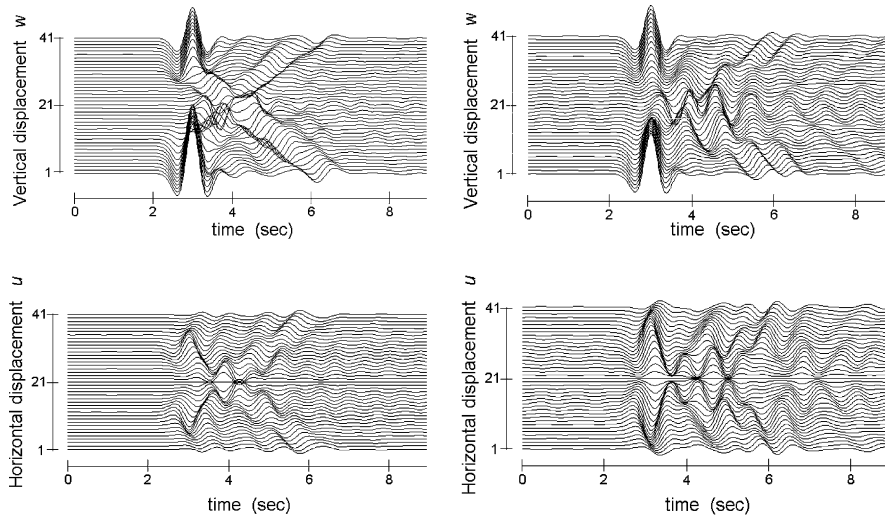 Vertical displacement w
41
21
1
0 2 4 6 8
time (sec)
Vertical displacement w
41
21
1
0 2 4 6 8
time (sec)
Horizontal displacement u
41
21
1
0 2 4 6 8
time (sec)
Horizontal displacement u
41
21
1
0 2 4 6 8
time (sec)